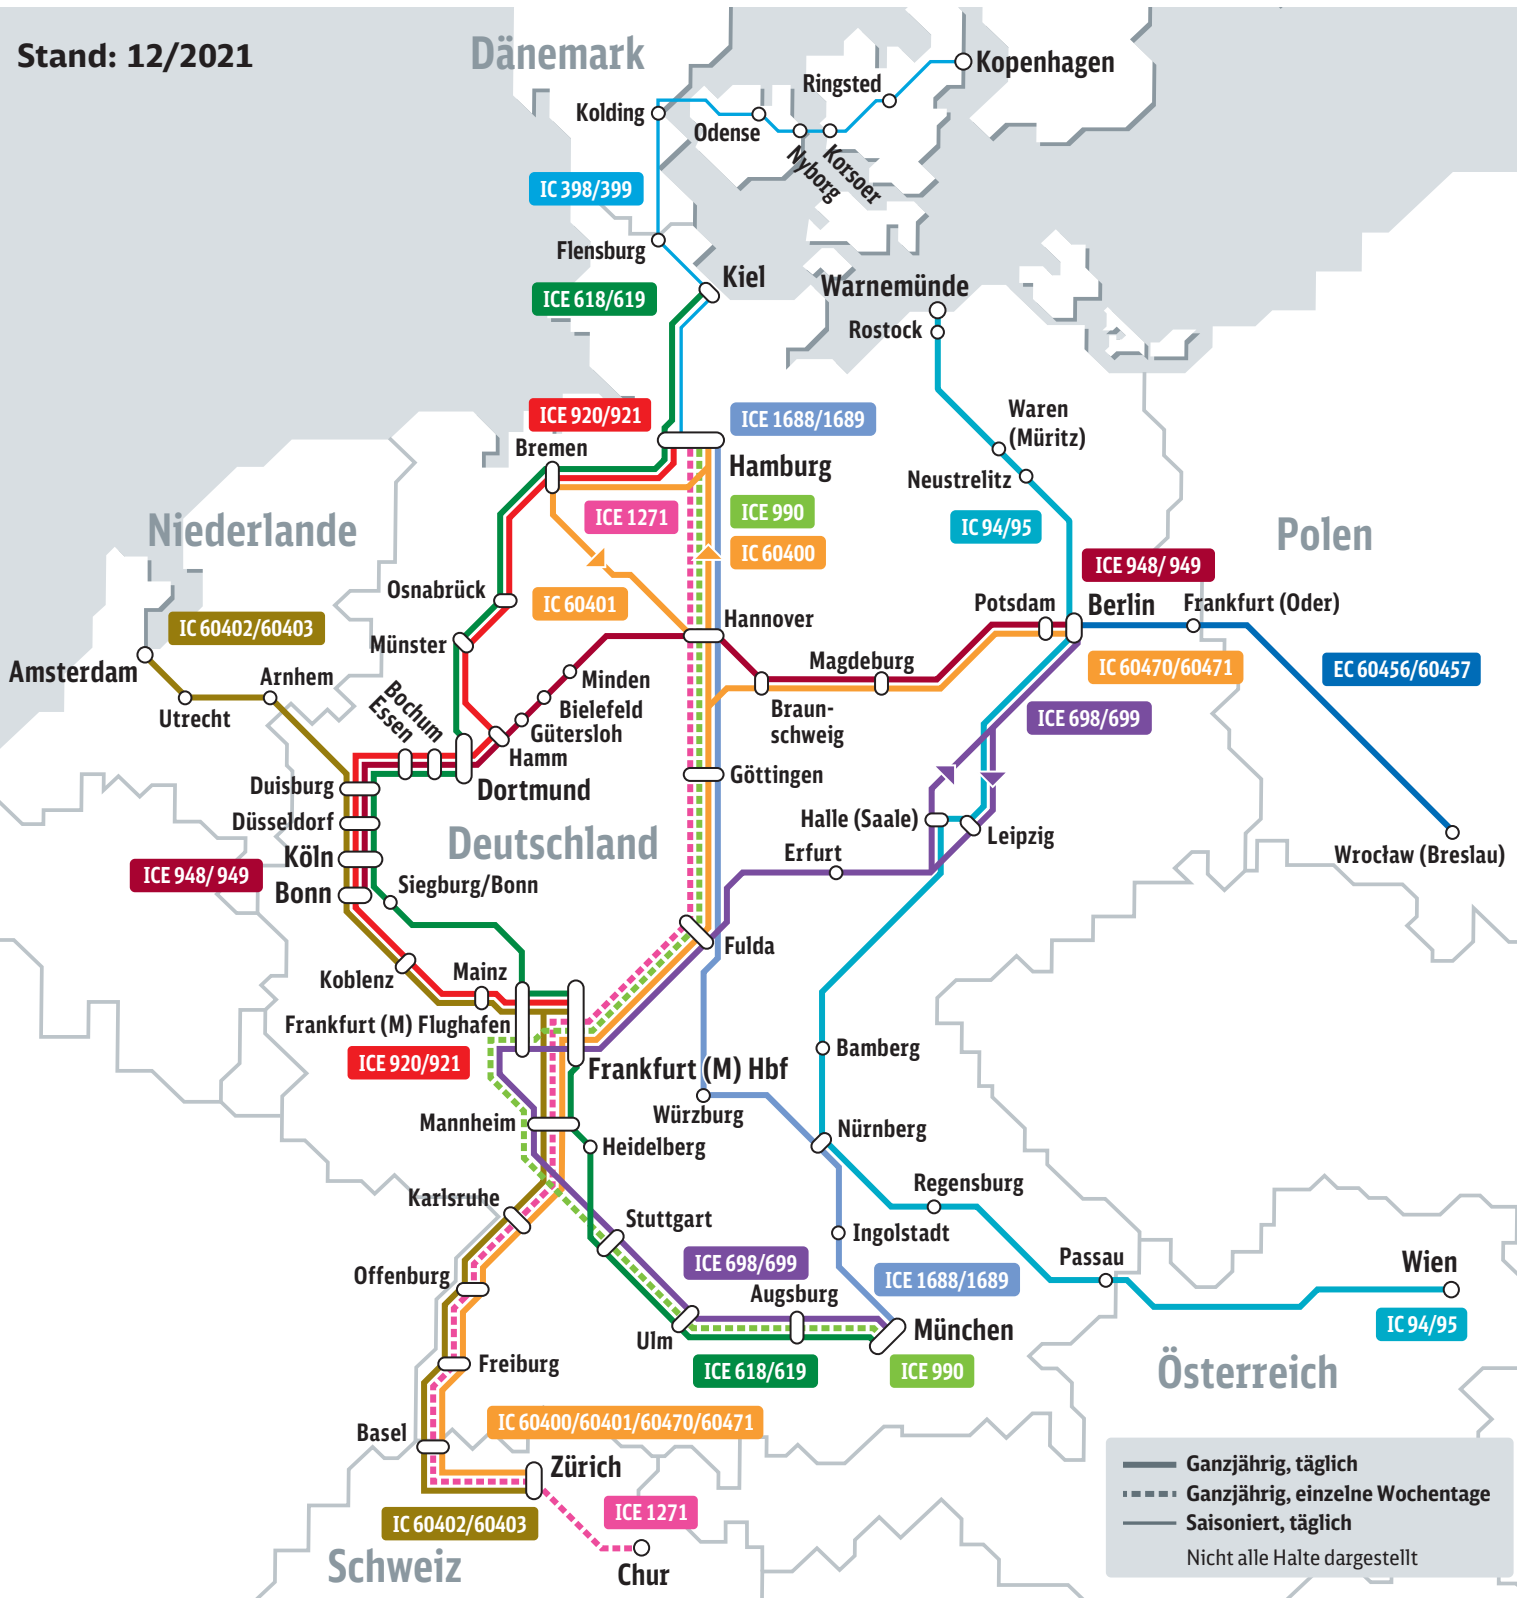 Stand: 12/2021
Dänemark
Kopenhagen
Ringsted
Kolding
Odense
Nyborg
Korsoer
IC 398/399
Flensburg
Kiel
ICE 618/619
Warnemünde
Rostock
ICE 920/921
ICE 1688/1689
Waren
(Müritz)
Bremen
Hamburg
Neustrelitz
ICE 1271
ICE 990
IC 94/95
Niederlande
Polen
IC 60400
ICE 948/ 949
Osnabrück
IC 60401
Hannover
Potsdam
Berlin
Frankfurt (Oder)
IC 60402/60403
Münster
Amsterdam
Arnhem
Minden
Magdeburg
IC 60470/60471
EC 60456/60457
Utrecht
Bochum
Essen
Bielefeld
Gütersloh
Hamm
Braun-
schweig
ICE 698/699
Duisburg
Dortmund
Göttingen
Düsseldorf
Deutschland
Halle (Saale)
Leipzig
Köln
Erfurt
Wrocław (Breslau)
ICE 948/ 949
Bonn
Siegburg/Bonn
Fulda
Koblenz
Mainz
Frankfurt (M) Flughafen
Bamberg
ICE 920/921
Frankfurt (M) Hbf
Würzburg
Mannheim
Nürnberg
Heidelberg
Karlsruhe
Regensburg
Stuttgart
Ingolstadt
Offenburg
ICE 698/699
ICE 1688/1689
Passau
Wien
Augsburg
Ulm
München
IC 94/95
Freiburg
ICE 618/619
ICE 990
Österreich
Basel
IC 60400/60401/60470/60471
Zürich
IC 60402/60403
ICE 1271
Schweiz
Chur
Ganzjährig, täglich
Ganzjährig, einzelne Wochentage
Saisoniert, täglich
Nicht alle Halte dargestellt